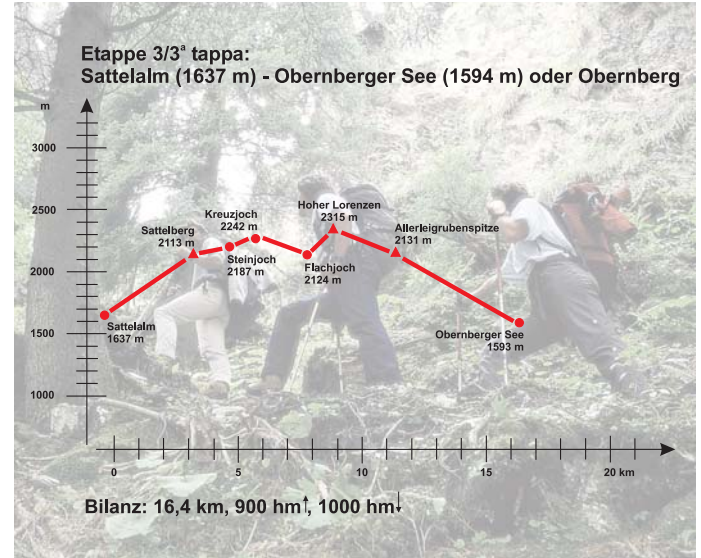 Etappe 3/3ª tappa:
Sattelalm (1637 m) - Obernberger See (1594 m) oder Obernberg
m
3000
2500
2000
1500
1000
Sattelalm
1637 m
Sattelberg
2113 m
Steinjoch
2187 m
Kreuzjoch
2242 m
Flachjoch
2124 m
Hoher Lorenzen
2315 m
Allerleigrubenspitze
2131 m
Obernberger See
1593 m
0 5 10 15 20 km
Bilanz: 16,4 km, 900 hm↑, 1000 hm↓